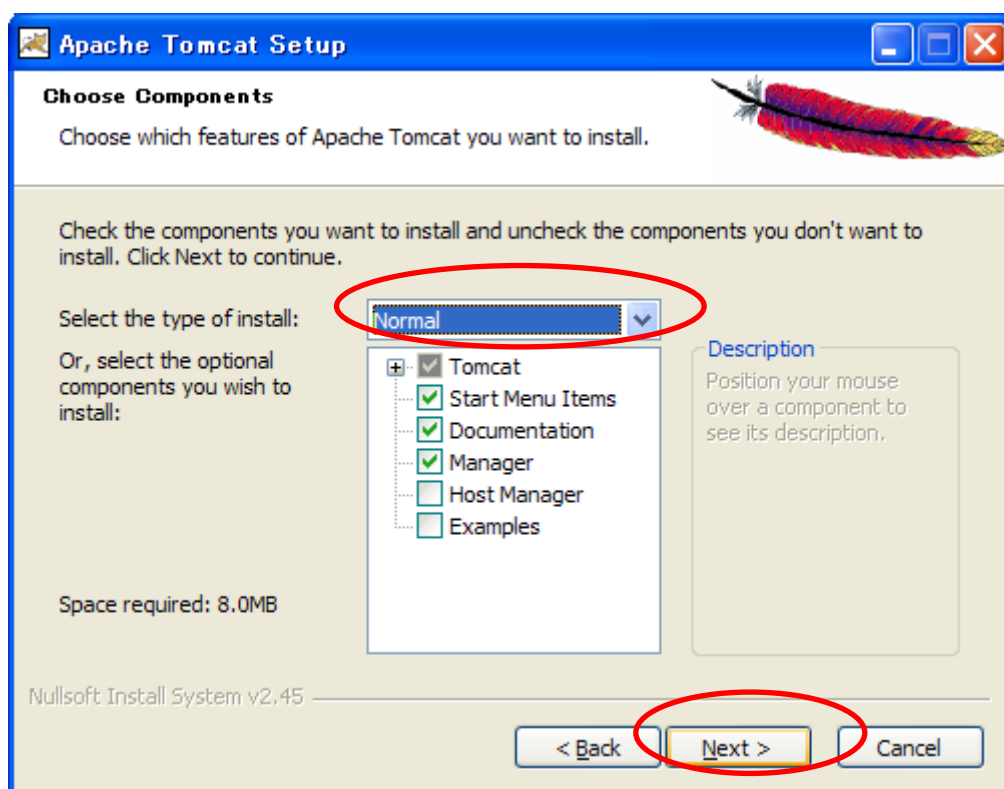 Apache Tomcat Setup
Choose Components
Choose which features of Apache Tomcat you want to install.
Check the components you want to install and uncheck the components you don't want to
install. Click Next to continue.
Select the type of install:
Normal
Or, select the optional
components you wish to
install:
Tomcat
Start Menu Items
Documentation
Manager
Host Manager
Examples
Description
Position your mouse
over a component to
see its description.
Space required: 8.0MB
Nullsoft Install System v2.45
< Back
Next >
Cancel